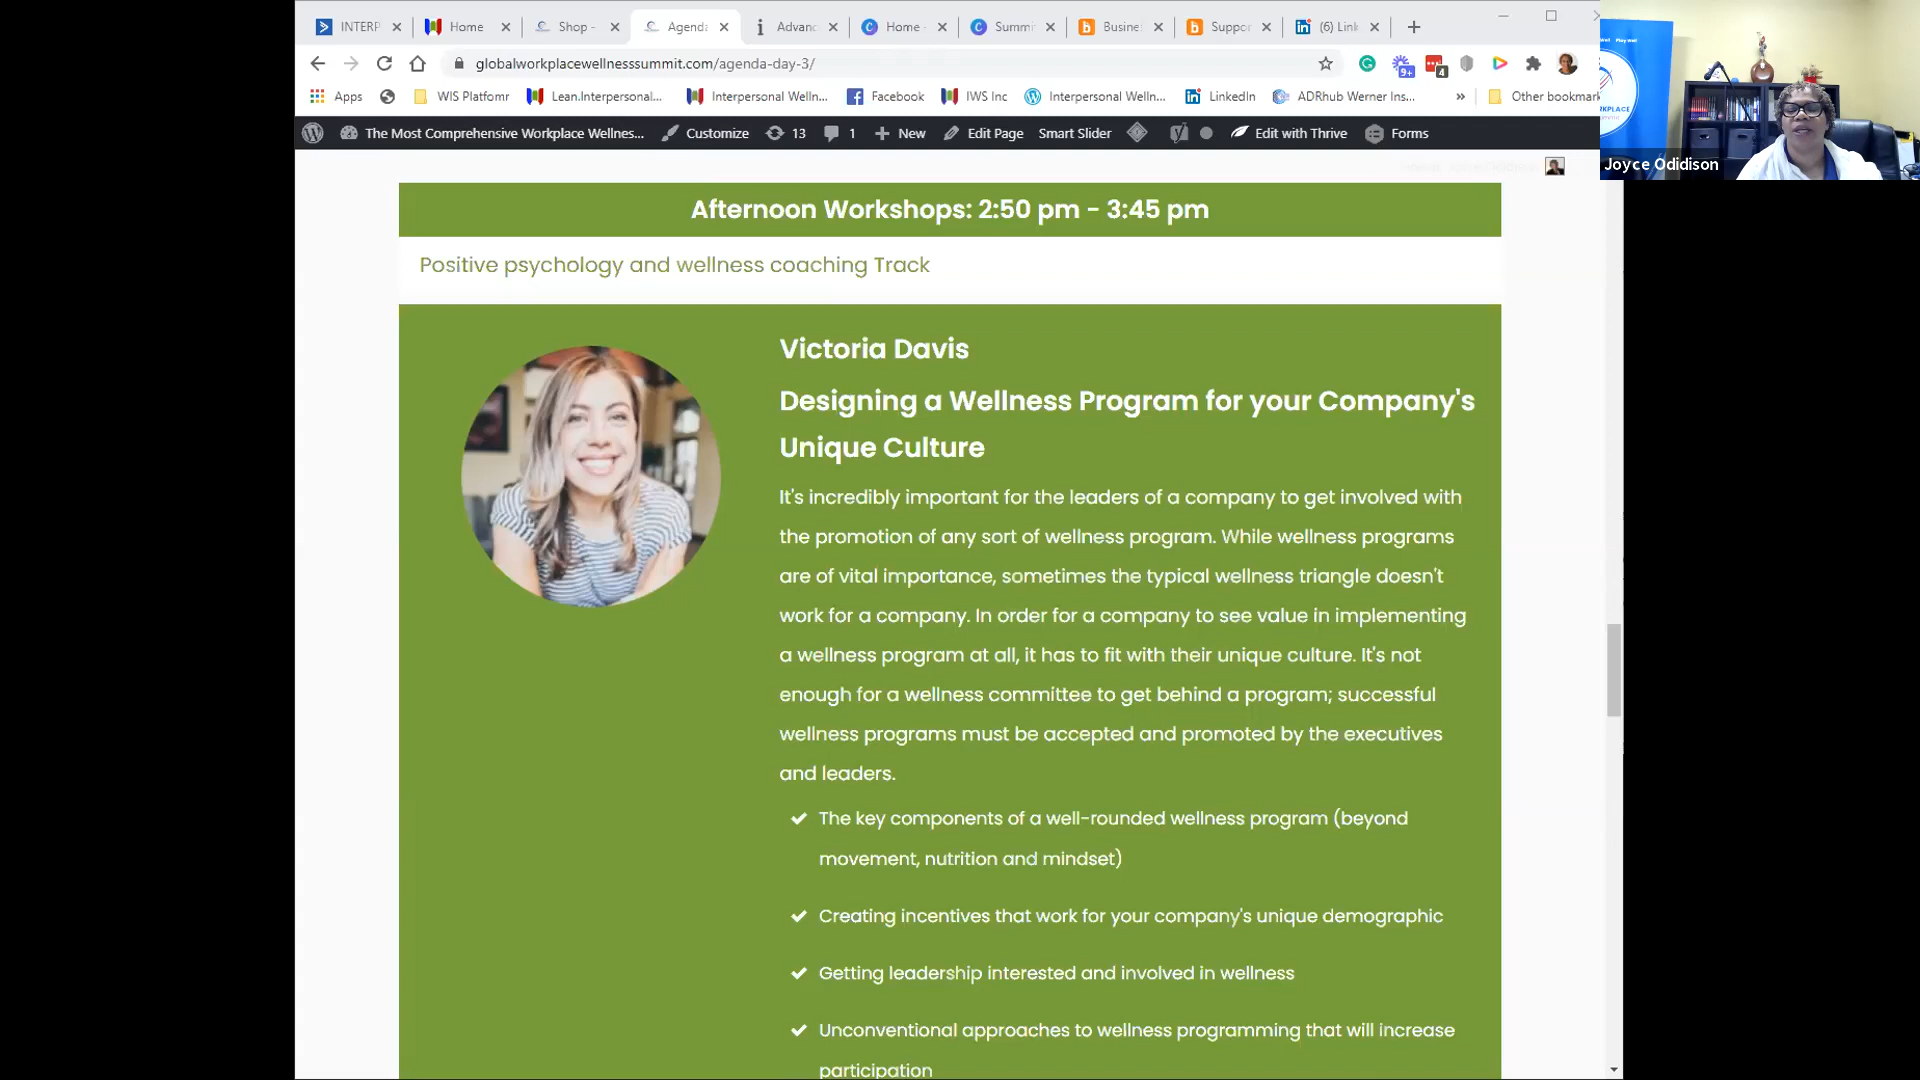 INTERP
Home
Shop -
Agenda
Advanc
Home -
Summi
Busine
Suppor
(6) Link
globalworkplacewellnesssummit.com/agenda-day-3/
9+
4
Apps
WIS Platfomr
Lean.Interpersonal...
Interpersonal Welln...
Facebook
IWS Inc
Interpersonal Welln...
LinkedIn
ADRhub Werner Ins...
»
Other bookmark
The Most Comprehensive Workplace Wellnes...
Customize
13
1
New
Edit Page
Smart Slider
Edit with Thrive
Forms
Joyce Odidison
Afternoon Workshops: 2:50 pm - 3:45 pm
Positive psychology and wellness coaching Track
Victoria Davis
Designing a Wellness Program for your Company's
Unique Culture
It's incredibly important for the leaders of a company to get involved with
the promotion of any sort of wellness program. While wellness programs
are of vital importance, sometimes the typical wellness triangle doesn't
work for a company. In order for a company to see value in implementing
a wellness program at all, it has to fit with their unique culture. It's not
enough for a wellness committee to get behind a program; successful
wellness programs must be accepted and promoted by the executives
and leaders.
The key components of a well-rounded wellness program (beyond
movement, nutrition and mindset)
Creating incentives that work for your company's unique demographic
Getting leadership interested and involved in wellness
Unconventional approaches to wellness programming that will increase
participation